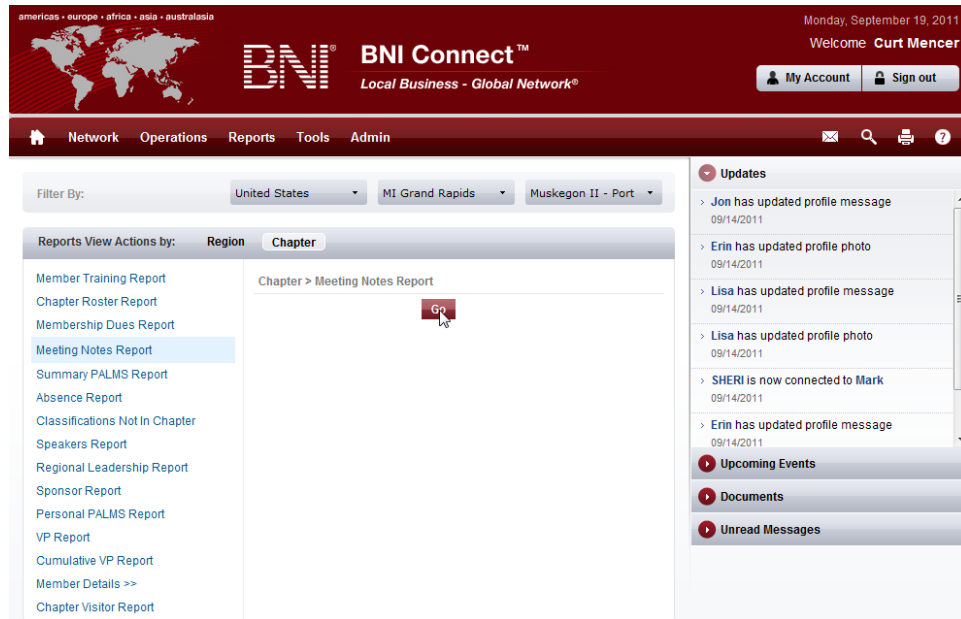 americas • europe • africa • asia • australasia
Monday, September 19, 2011
Welcome Curt Mencer
BNI®
BNI Connect™
Local Business - Global Network®
My Account
Sign out
Network Operations Reports Tools Admin
Filter By:
United States
MI Grand Rapids
Muskegon II - Port
Reports View Actions by: Region Chapter
Member Training Report
Chapter Roster Report
Membership Dues Report
Meeting Notes Report
Summary PALMS Report
Absence Report
Classifications Not In Chapter
Speakers Report
Regional Leadership Report
Sponsor Report
Personal PALMS Report
VP Report
Cumulative VP Report
Member Details >>
Chapter Visitor Report
Chapter > Meeting Notes Report
Go
Updates
> Jon has updated profile message
09/14/2011
> Erin has updated profile photo
09/14/2011
> Lisa has updated profile message
09/14/2011
> Lisa has updated profile photo
09/14/2011
> SHERI is now connected to Mark
09/14/2011
> Erin has updated profile message
09/14/2011
Upcoming Events
Documents
Unread Messages